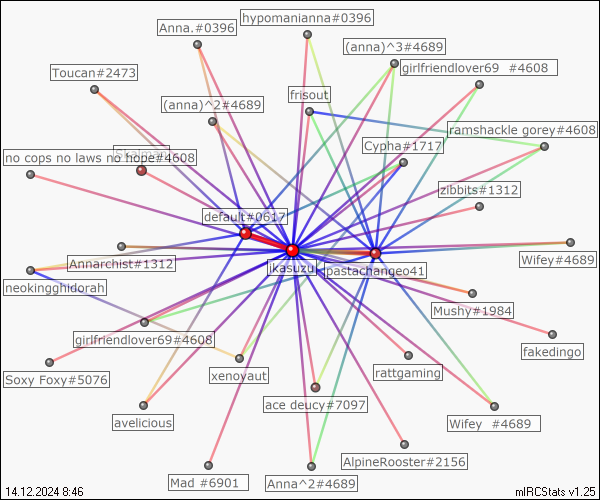 hypomanianna#0396
Anna.#0396
(anna)^3#4689
girlfriendlover69 #4608
Toucan#2473
frisout
(anna)^2#4689
ramshackle gorey#4608
Cypha#1717
no cops no laws no hope#4608
zibbits#1312
default#0617
Annarchist#1312
Wifey#4689
jkasuzu
pastachangeo41
neokingghidorah
Mushy#1984
girlfriendlover69#4608
fakedingo
Soxy Foxy#5076
xenoyaut
rattgaming
ace deucy#7097
avelicious
Wifey #4689
AlpineRooster#2156
Mad #6901
Anna^2#4689
14.12.2024 8:46
mIRCStats v1.25